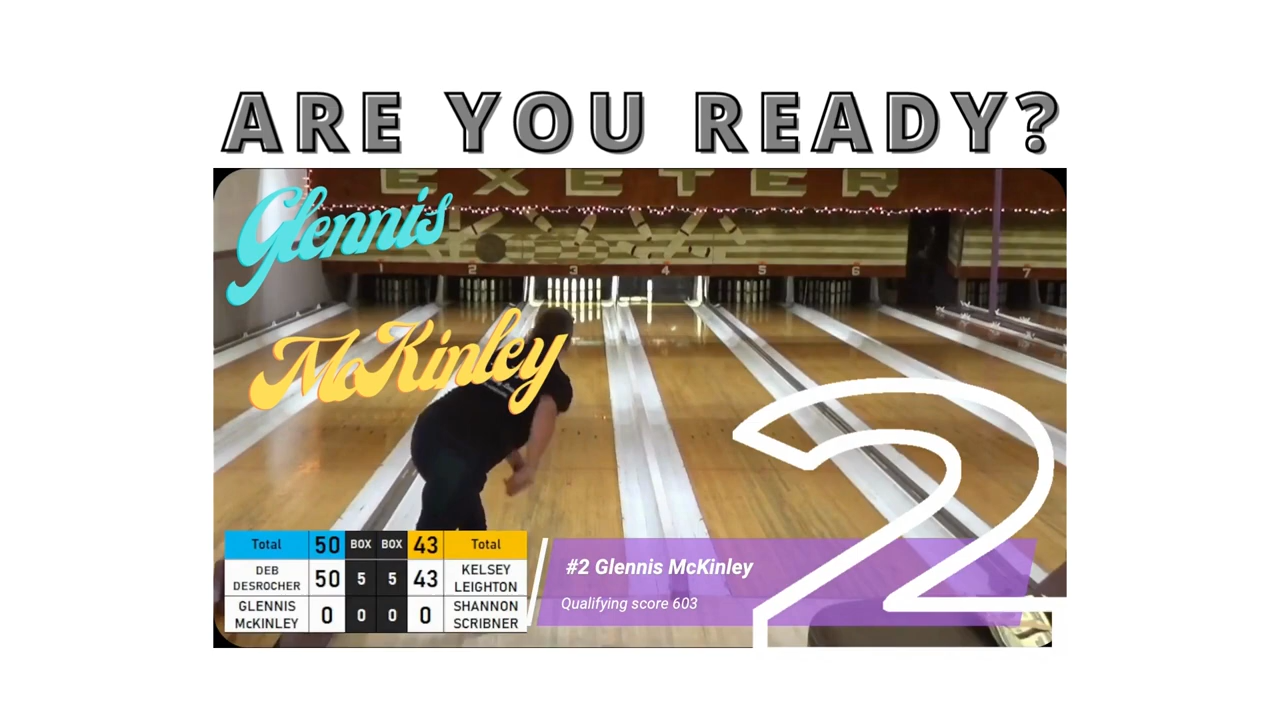 ARE YOU READY?
EXETER
Glennis
McKinley
1 2 3 4 5 6 7
2
Total 50 BOX BOX 43 Total
DEB DESROCHER 50 5 5 43 KELSEY LEIGHTON
GLENNIS McKINLEY 0 0 0 0 SHANNON SCRIBNER
#2 Glennis McKinley
Qualifying score 603